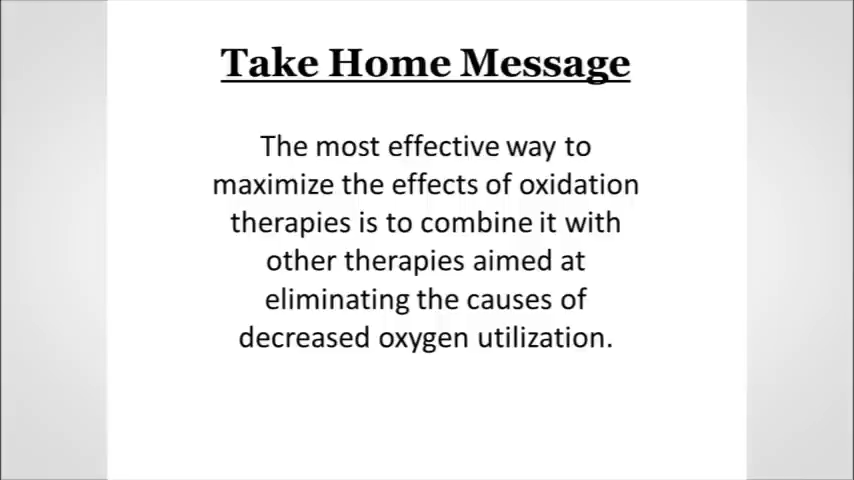 Take Home Message
The most effective way to
maximize the effects of oxidation
therapies is to combine it with
other therapies aimed at
eliminating the causes of
decreased oxygen utilization.